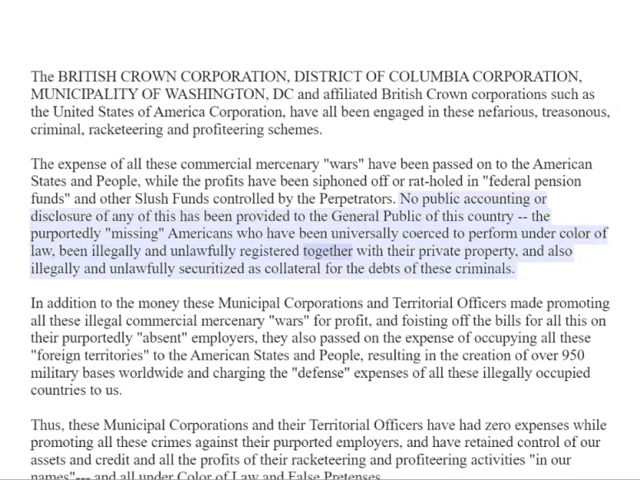 The BRITISH CROWN CORPORATION, DISTRICT OF COLUMBIA CORPORATION,
MUNICIPALITY OF WASHINGTON, DC and affiliated British Crown corporations such as
the United States of America Corporation, have all been engaged in these nefarious, treasonous,
criminal, racketeering and profiteering schemes.
The expense of all these commercial mercenary "wars" have been passed on to the American
States and People, while the profits have been siphoned off or rat-holed in "federal pension
funds" and other Slush Funds controlled by the Perpetrators. No public accounting or
disclosure of any of this has been provided to the General Public of this country -- the
purportedly "missing" Americans who have been universally coerced to perform under color of
law, been illegally and unlawfully registered together with their private property, and also
illegally and unlawfully securitized as collateral for the debts of these criminals.
In addition to the money these Municipal Corporations and Territorial Officers made promoting
all these illegal commercial mercenary "wars" for profit, and foisting off the bills for all this on
their purportedly "absent" employers, they also passed on the expense of occupying all these
"foreign territories" to the American States and People, resulting in the creation of over 950
military bases worldwide and charging the "defense" expenses of all these illegally occupied
countries to us.
Thus, these Municipal Corporations and their Territorial Officers have had zero expenses while
promoting all these crimes against their purported employers, and have retained control of our
assets and credit and all the profits of their racketeering and profiteering activities "in our
names"--- and all under Color of Law and False Pretenses.